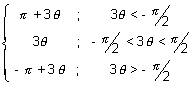 π + 3θ ; 3θ < - π/2
3θ ; - π/2 < 3θ < π/2
- π + 3θ ; 3θ > - π/2